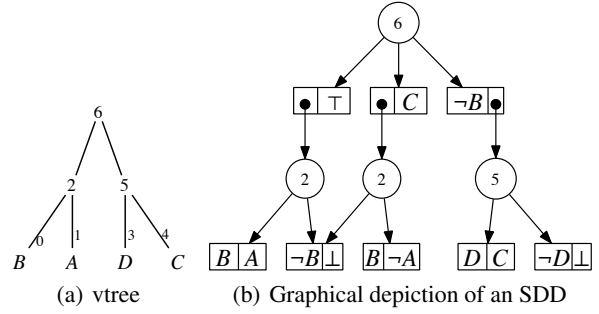 6
⊤ C ¬B
6
2 2 5
2 5
0 1 3 4
B A D C
B A ¬B ⊥ B ¬A D C ¬D ⊥
(a) vtree (b) Graphical depiction of an SDD